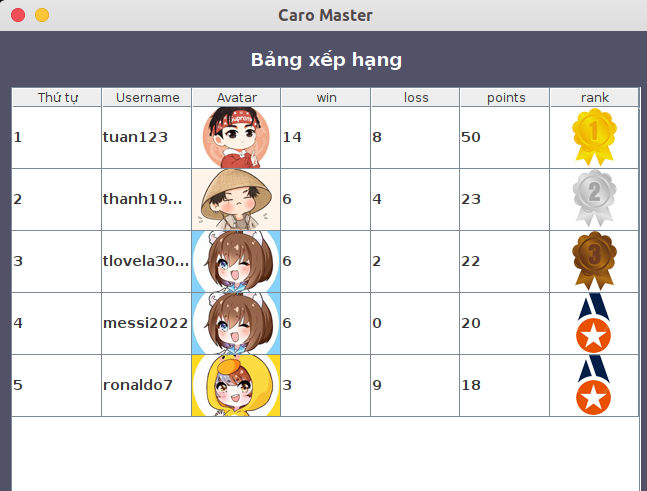 Caro Master
Bảng xếp hạng
Thứ tự Username Avatar win loss points rank
1 tuan123 14 8 50 1
2 thanh19... 6 4 23 2
3 tlovela30... 6 2 22 3
4 messi2022 6 0 20
5 ronaldo7 3 9 18